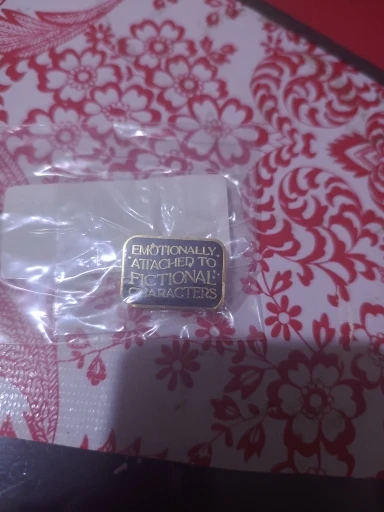 EMOTIONALLY
ATTACHED TO
FICTIONAL
CHARACTERS